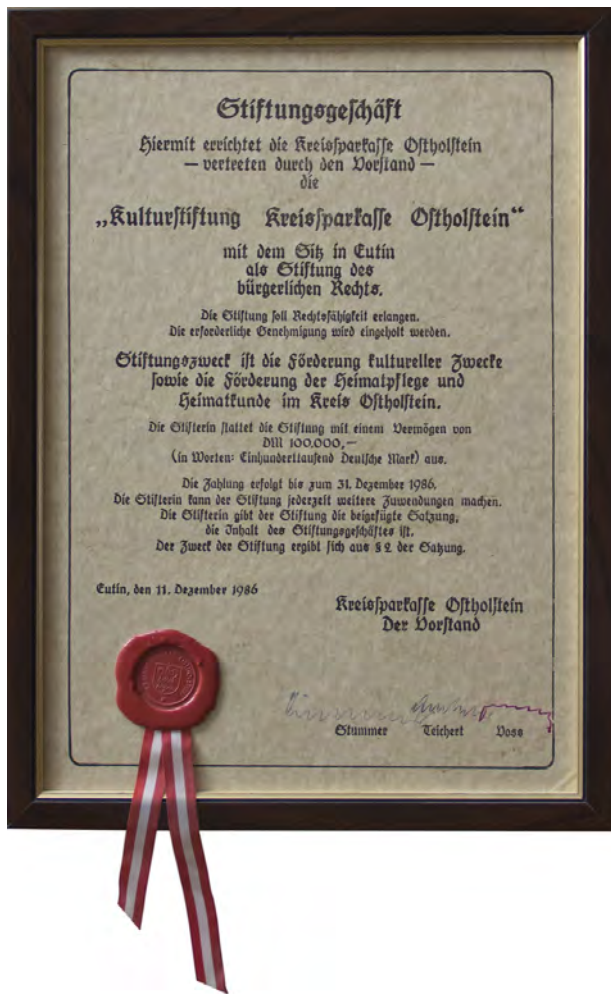 Stiftungsgeschäft
Hiermit errichtet die Kreissparkasse Ostholstein
— vertreten durch den Vorstand —
die
„Kulturstiftung Kreissparkasse Ostholstein“
mit dem Sitz in Eutin
als Stiftung des
bürgerlichen Rechts.
Die Stiftung soll Rechtsfähigkeit erlangen.
Die erforderliche Genehmigung wird eingeholt werden.
Stiftungszweck ist die Förderung kultureller Zwecke
sowie die Förderung der Heimatpflege und
Heimatkunde im Kreis Ostholstein.
Die Stifterin stattet die Stiftung mit einem Vermögen von
DM 100.000,—
(in Worten: Einhunderttausend Deutsche Mark) aus.
Die Zahlung erfolgt bis zum 31. Dezember 1986.
Die Stifterin kann der Stiftung jederzeit weitere Zuwendungen machen.
Die Stifterin gibt der Stiftung die beigefügte Satzung,
die Inhalt des Stiftungsgeschäftes ist.
Der Zweck der Stiftung ergibt sich aus § 2 der Satzung.
Eutin, den 11. Dezember 1986
Kreissparkasse Ostholstein
Der Vorstand
Stummer Teichert Voss